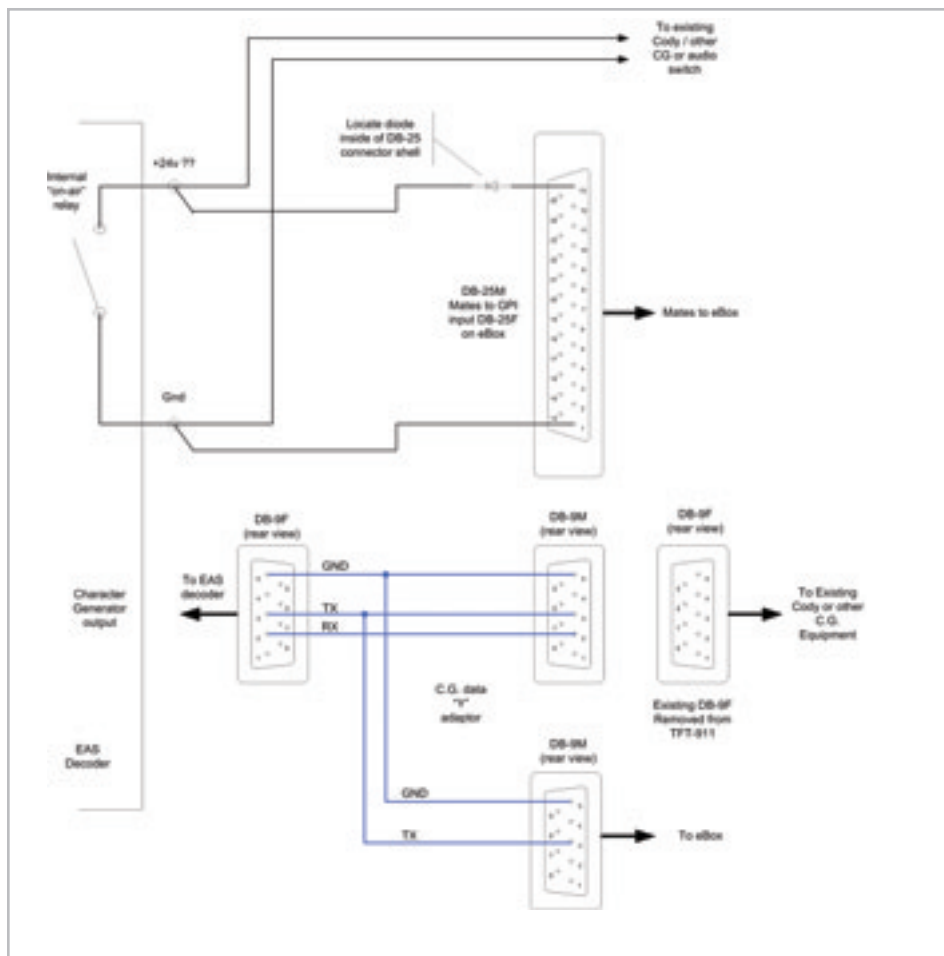 To existing
Cody / other
CG or audio
switch
Locate diode
inside of DB-25
connector shell
+24v ??
Internal
"on-air"
relay
DB-25M
Mates to GPI
input DB-25F
on eBox
Mates to eBox
Gnd
DB-9F
(rear view)
DB-9M
(rear view)
DB-9F
(rear view)
GND
To EAS
decoder
TX
RX
Character
Generator
output
To Existing
Cody or other
C.G.
Equipment
C.G. data
"Y"
adaptor
Existing DB-9F
Removed from
TFT-911
EAS
Decoder
DB-9M
(rear view)
GND
TX
To eBox